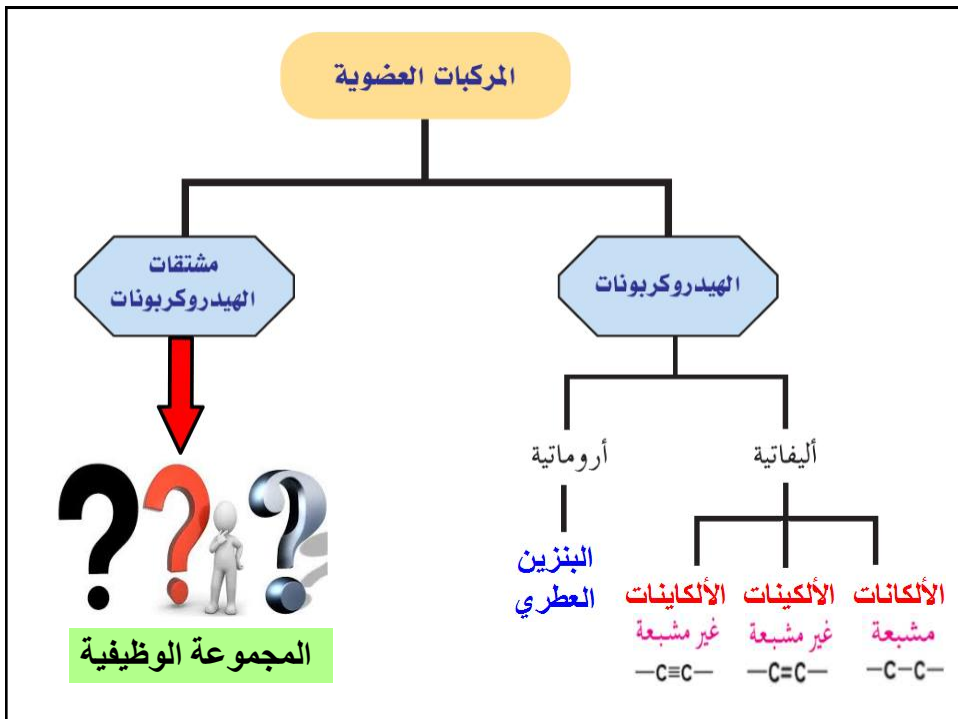 المركبات العضوية
الهيدروكربونات
مشتقات
الهيدروكربونات
أليفاتية
أروماتية
الألكانات
مشبعة
–C–C–
الألكينات
غير مشبعة
–C=C–
الألكاينات
غير مشبعة
–C≡C–
البنزين
العطري
? ? ?
المجموعة الوظيفية